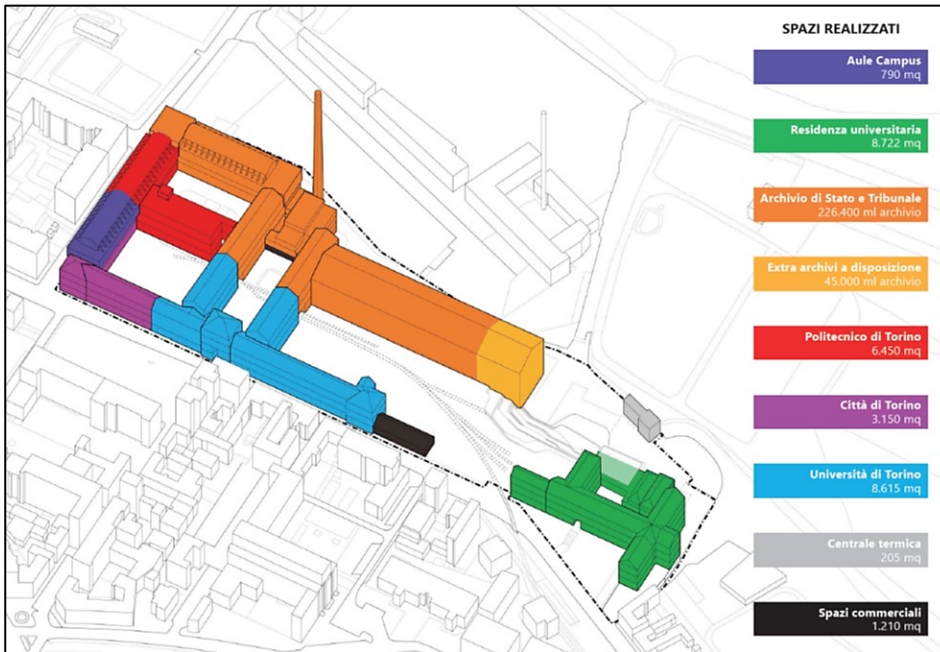 SPAZI REALIZZATI
Aule Campus
790 mq
Residenza universitaria
8.722 mq
Archivio di Stato e Tribunale
226.400 ml archivio
Extra archivi a disposizione
45.000 ml archivio
Politecnico di Torino
6.450 mq
Città di Torino
3.150 mq
Università di Torino
8.615 mq
Centrale termica
205 mq
Spazi commerciali
1.210 mq